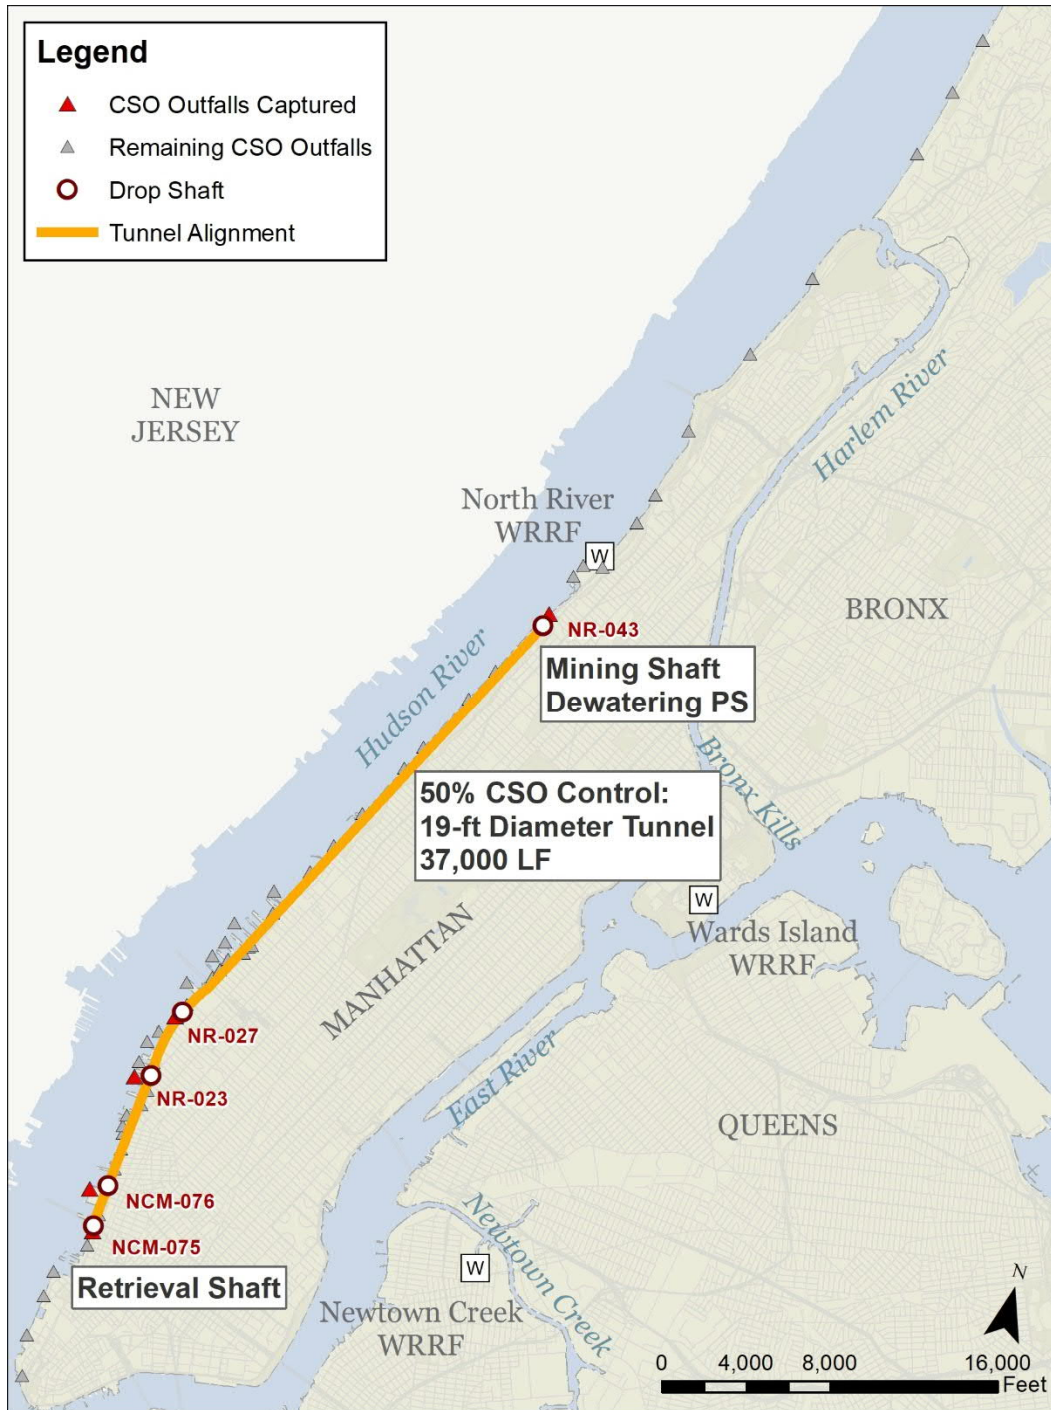 Legend
CSO Outfalls Captured
Remaining CSO Outfalls
Drop Shaft
Tunnel Alignment
NEW
JERSEY
Harlem River
North River
WRRF
W
BRONX
NR-043
Mining Shaft
Dewatering PS
Hudson River
Bronx Kills
50% CSO Control:
19-ft Diameter Tunnel
37,000 LF
W
Wards Island
WRRF
MANHATTAN
NR-027
NR-023
East River
QUEENS
NCM-076
NCM-075
Newtown Creek
W
Retrieval Shaft
Newtown Creek
WRRF
N
0 4,000 8,000 16,000
Feet